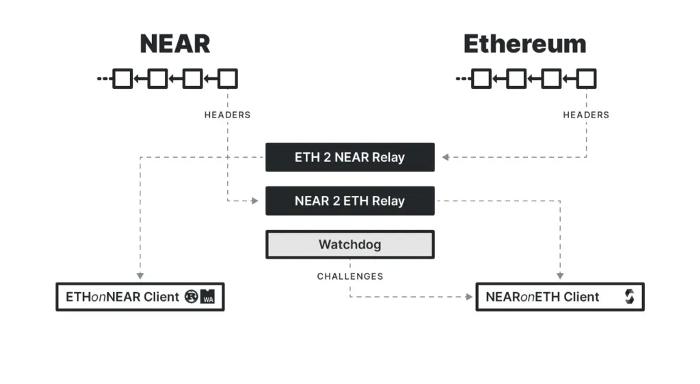 NEAR
Ethereum
HEADERS
HEADERS
ETH 2 NEAR Relay
NEAR 2 ETH Relay
Watchdog
CHALLENGES
ETHonNEAR Client
R
WA
NEARonETH Client